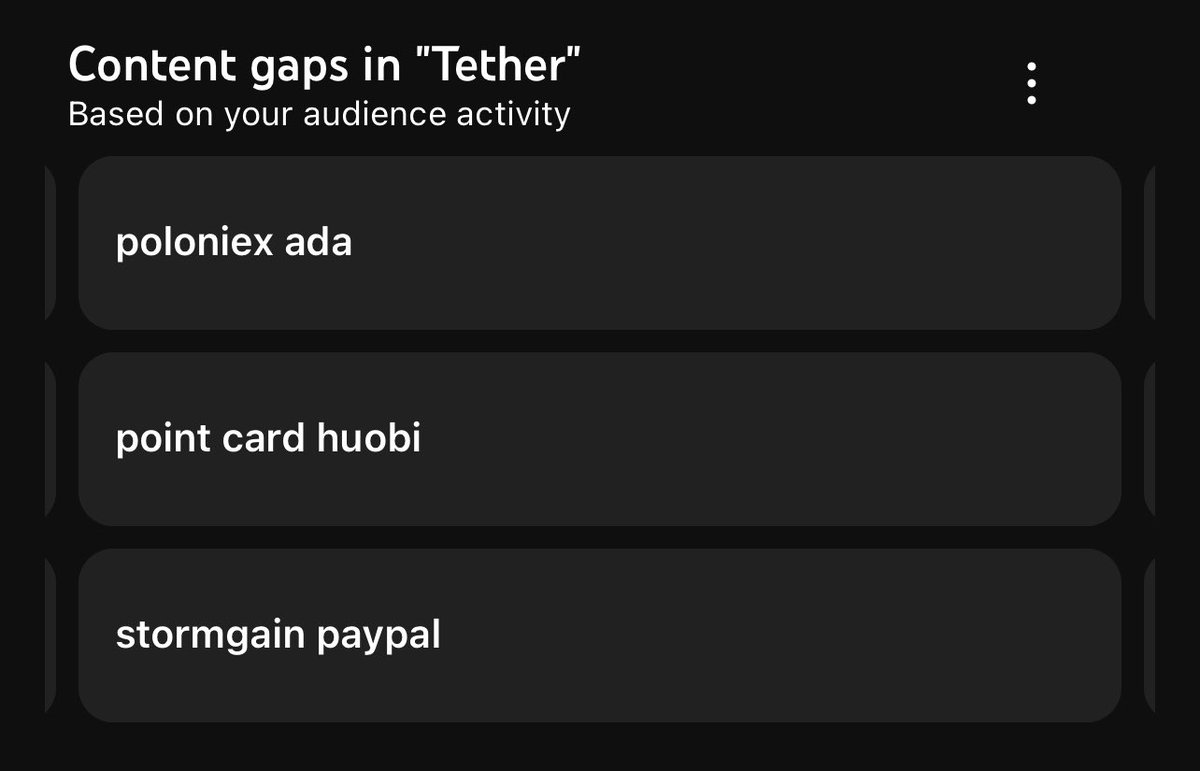 Content gaps in "Tether"
Based on your audience activity
poloniex ada
point card huobi
stormgain paypal